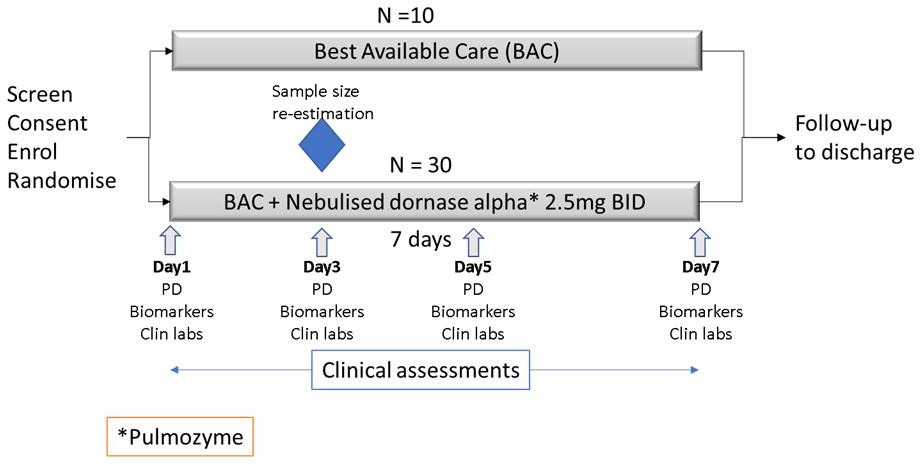 N =10
Best Available Care (BAC)
Screen
Consent
Enrol
Randomise
Sample size
re-estimation
Follow-up
to discharge
N = 30
BAC + Nebulised dornase alpha* 2.5mg BID
7 days
Day1
PD
Biomarkers
Clin labs
Day3
PD
Biomarkers
Clin labs
Day5
PD
Biomarkers
Clin labs
Day7
PD
Biomarkers
Clin labs
Clinical assessments
*Pulmozyme